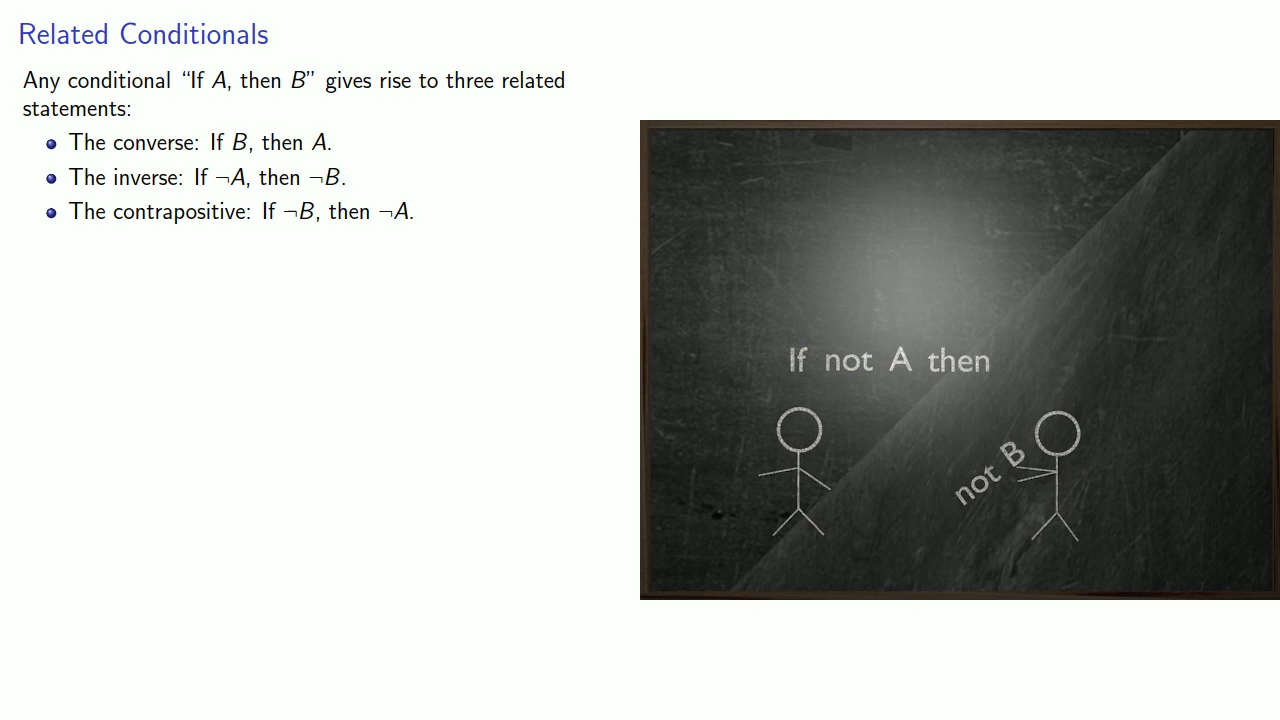 Related Conditionals
Any conditional “If A, then B” gives rise to three related
statements:
The converse: If B, then A.
The inverse: If ¬A, then ¬B.
The contrapositive: If ¬B, then ¬A.
If not A then
not B